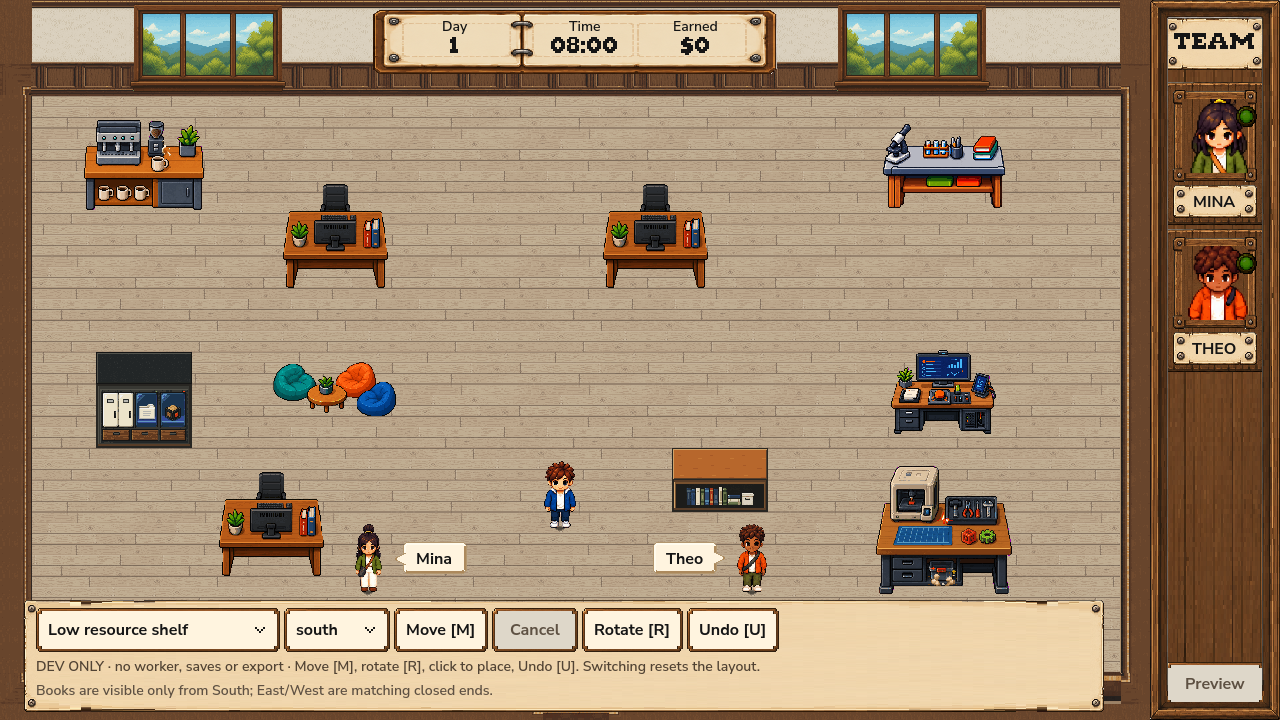 Day
1
Time
08:00
Earned
$0
TEAM
MINA
THEO
Mina
Theo
Low resource shelf
south
Move [M]
Cancel
Rotate [R]
Undo [U]
DEV ONLY · no worker, saves or export · Move [M], rotate [R], click to place, Undo [U]. Switching resets the layout.
Books are visible only from South; East/West are matching closed ends.
Preview